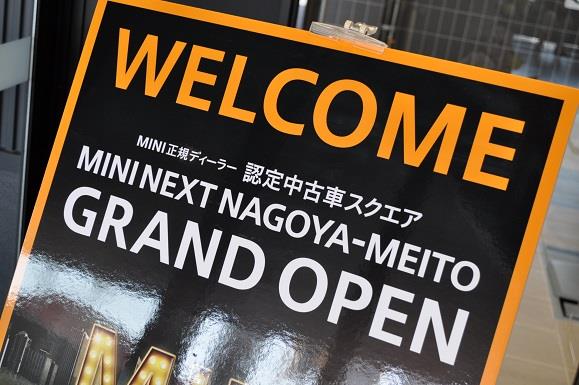 WELCOME
MINI正規ディーラー 認定中古車スクエア
MINI NEXT NAGOYA-MEITO
GRAND OPEN